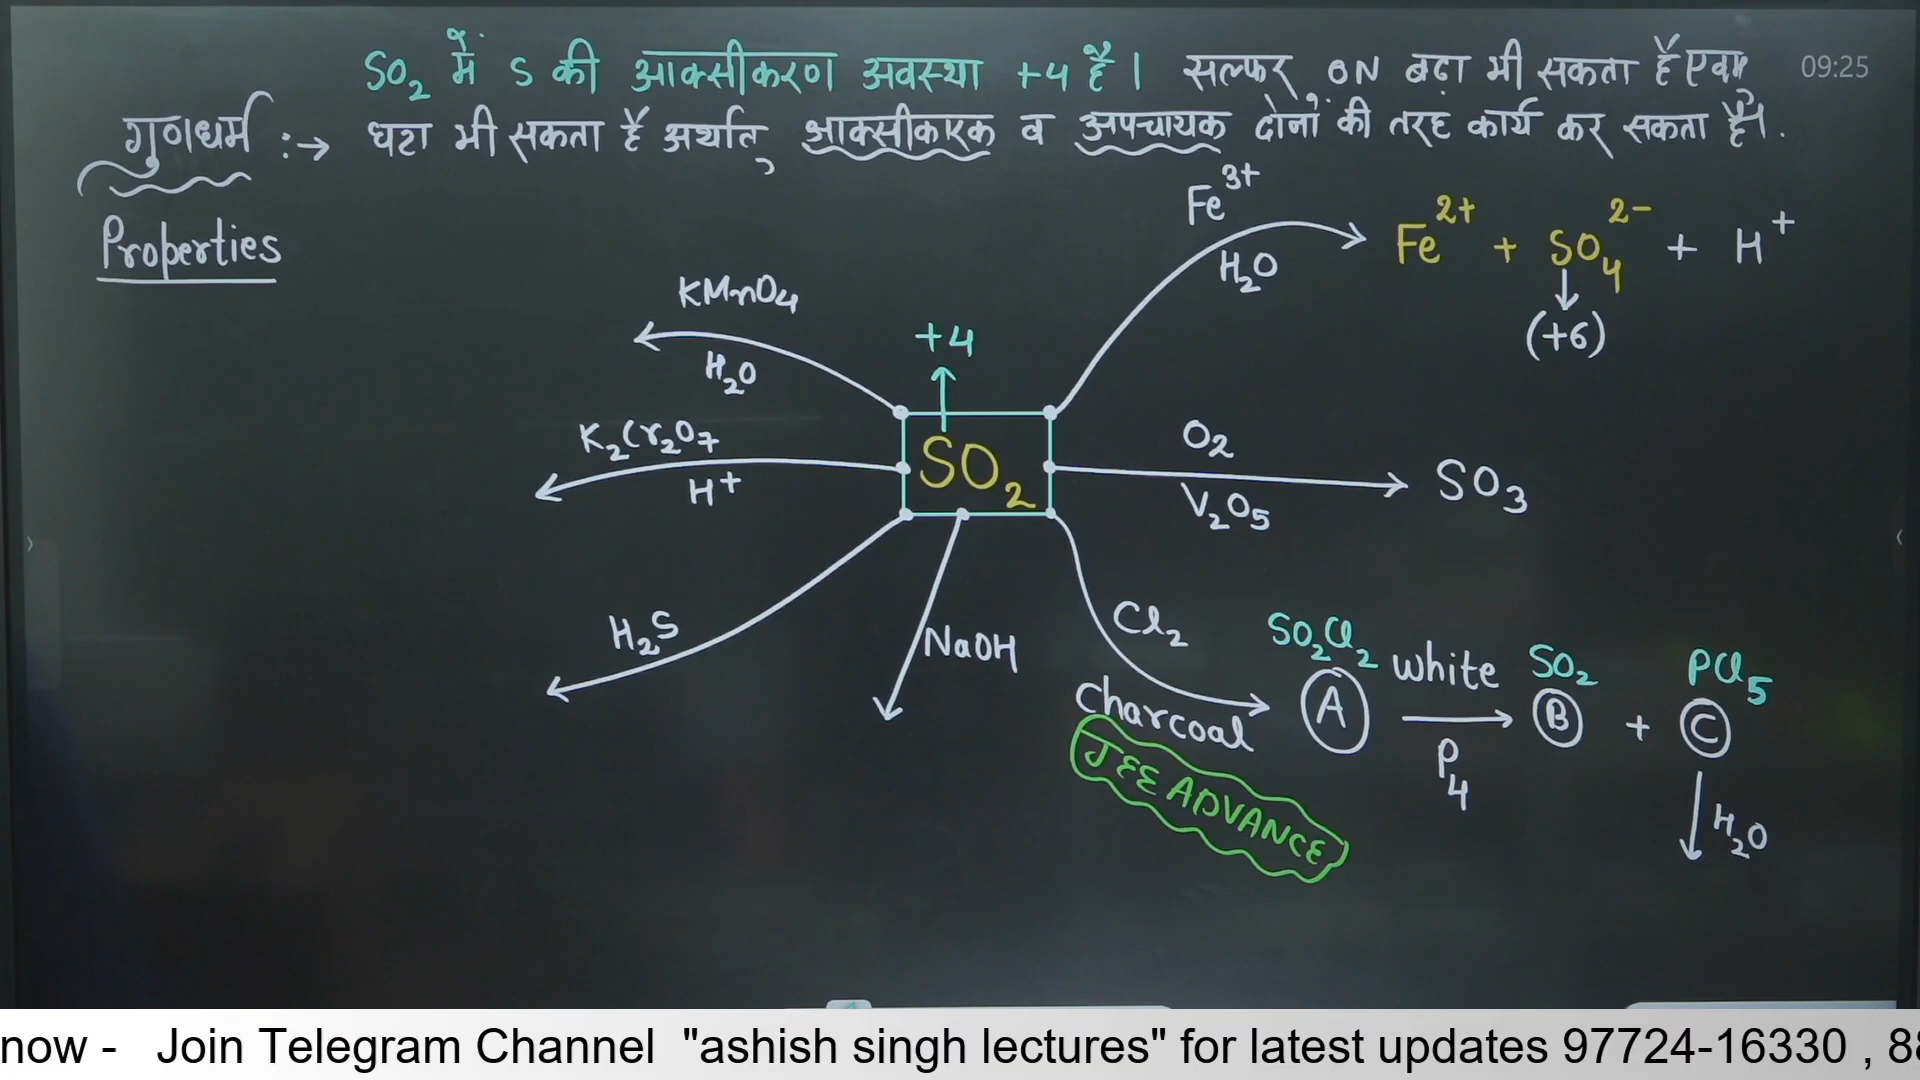 SO₂ में S की आक्सीकरण अवस्था +4 है। सल्फर ON बढ़ा भी सकता है एवम
09:25
गुणधर्म :→ घटा भी सकता है अर्थात, आक्सीकारक व अपचायक दोनों की तरह कार्य कर सकता है।.
Properties
Fe³⁺
H₂O
Fe²⁺ + SO₄²⁻ + H⁺
(+6)
KMnO₄
H₂O
+4
K₂Cr₂O₇
H⁺
SO₂
O₂
V₂O₅
SO₃
H₂S
NaOH
Cl₂
charcoal
SO₂Cl₂ white SO₂ PCl₅
A → B + C
P₄
H₂O
JEE ADVANCE
now - Join Telegram Channel "ashish singh lectures" for latest updates 97724-16330 , 88